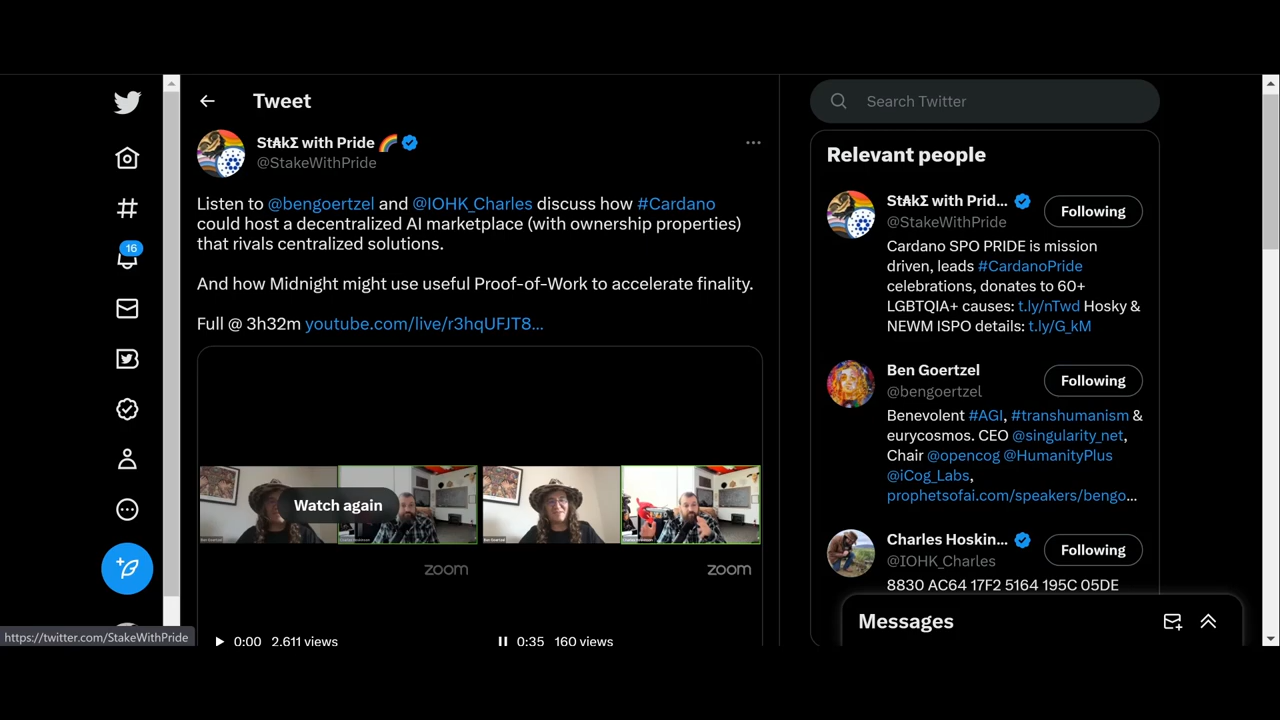 Tweet
St₳kΣ with Pride 🌈
@StakeWithPride
Listen to @bengoertzel and @IOHK_Charles discuss how #Cardano
could host a decentralized AI marketplace (with ownership properties)
that rivals centralized solutions.
And how Midnight might use useful Proof-of-Work to accelerate finality.
Full @ 3h32m youtube.com/live/r3hqUFJT8...
Watch again
zoom
zoom
0:00 2,611 views
0:35 160 views
16
https://twitter.com/StakeWithPride
Search Twitter
Relevant people
St₳kΣ with Prid...
@StakeWithPride
Following
Cardano SPO PRIDE is mission
driven, leads #CardanoPride
celebrations, donates to 60+
LGBTQIA+ causes: t.ly/nTwd Hosky &
NEWM ISPO details: t.ly/G_kM
Ben Goertzel
@bengoertzel
Following
Benevolent #AGI, #transhumanism &
eurycosmos. CEO @singularity_net,
Chair @opencog @HumanityPlus
@iCog_Labs,
prophetsofai.com/speakers/bengo...
Charles Hoskin...
@IOHK_Charles
Following
8830 AC64 17F2 5164 195C 05DE
Messages